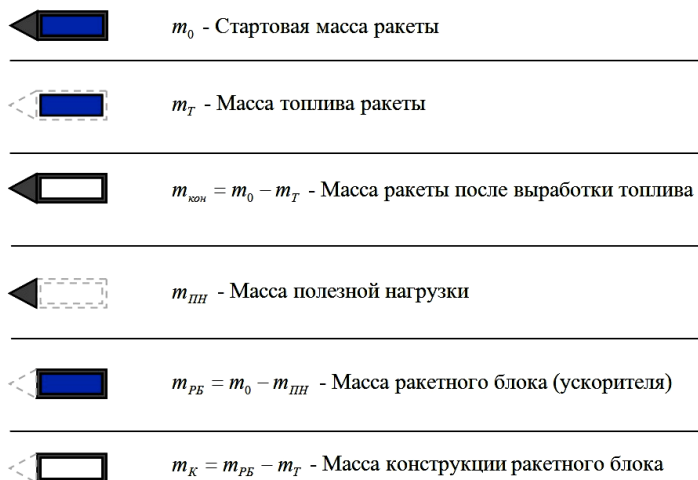 m₀ - Стартовая масса ракеты
m_T - Масса топлива ракеты
m_кон = m₀ − m_T - Масса ракеты после выработки топлива
m_ПН - Масса полезной нагрузки
m_РБ = m₀ − m_ПН - Масса ракетного блока (ускорителя)
m_К = m_РБ − m_T - Масса конструкции ракетного блока